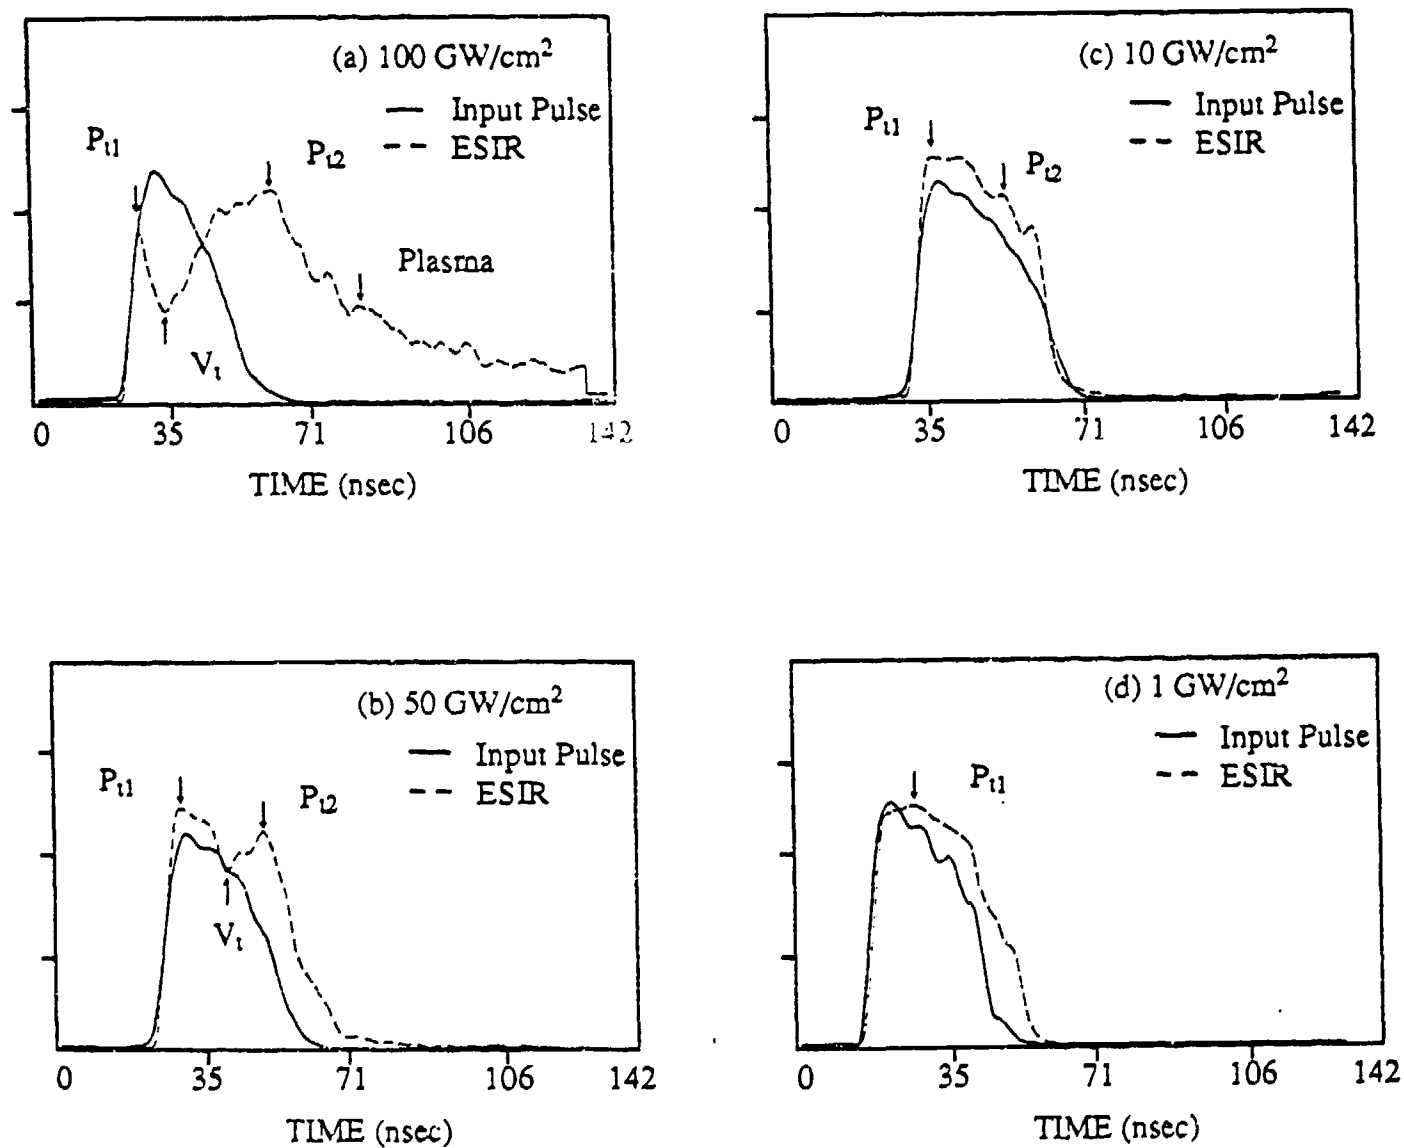 (a) 100 GW/cm²
Input Pulse
ESIR
P_t1
P_t2
Plasma
V_t
0 35 71 106 142
TIME (nsec)
(c) 10 GW/cm²
Input Pulse
ESIR
P_t1
P_t2
0 35 71 106 142
TIME (nsec)
(b) 50 GW/cm²
Input Pulse
ESIR
P_t1
P_t2
V_t
0 35 71 106 142
TIME (nsec)
(d) 1 GW/cm²
Input Pulse
ESIR
P_t1
0 35 71 106 142
TIME (nsec)